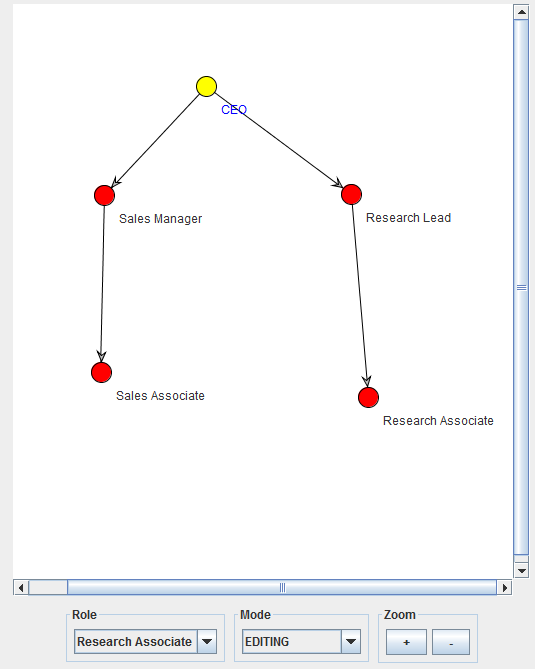 CEO
Sales Manager
Research Lead
Sales Associate
Research Associate
Role
Mode
Zoom
Research Associate
EDITING
+
-